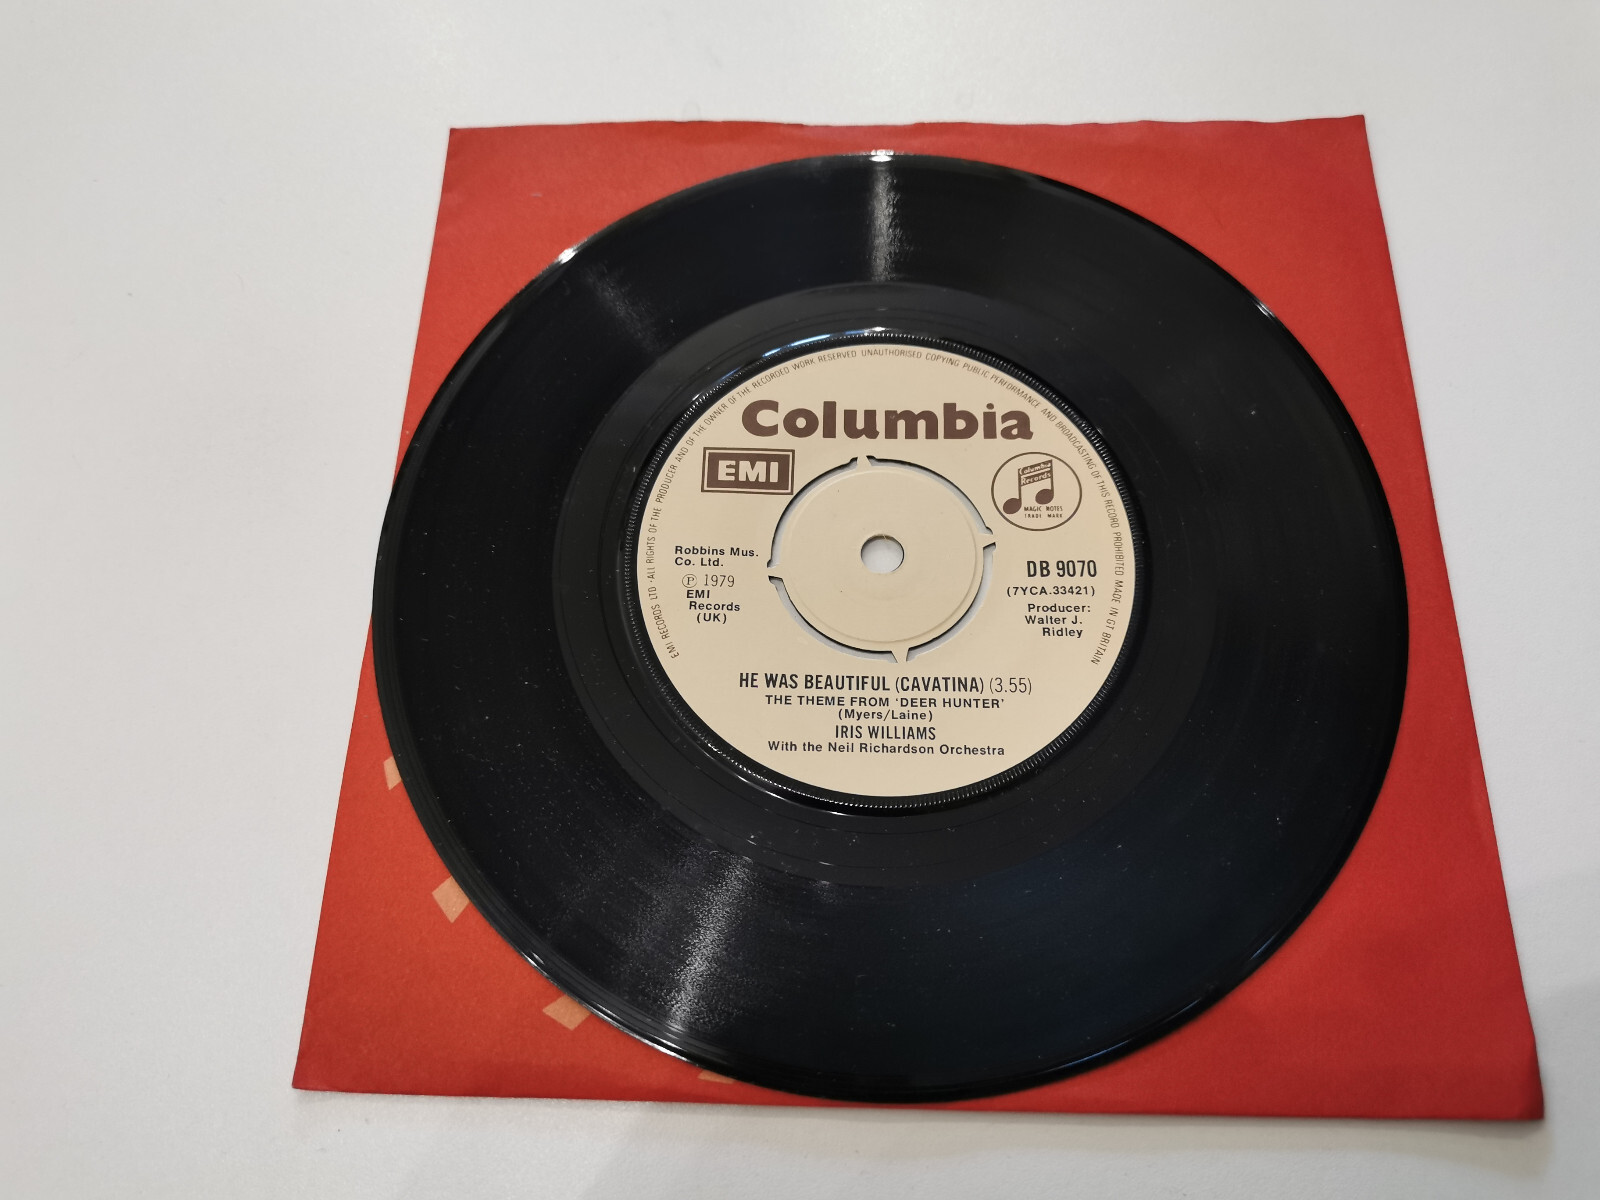 EMI RECORDS LTD · ALL RIGHTS OF THE PRODUCER AND OF THE OWNER OF THE RECORDED WORK RESERVED UNAUTHORISED COPYING PUBLIC PERFORMANCE AND BROADCASTING OF THIS RECORD PROHIBITED MADE IN GT BRITAIN
Columbia
EMI
Columbia
Records
MAGIC NOTES
TRADE MARK
Robbins Mus.
Co. Ltd.
℗ 1979
EMI
Records
(UK)
DB 9070
(7YCA.33421)
Producer:
Walter J.
Ridley
HE WAS BEAUTIFUL (CAVATINA) (3.55)
THE THEME FROM 'DEER HUNTER'
(Myers/Laine)
IRIS WILLIAMS
With the Neil Richardson Orchestra